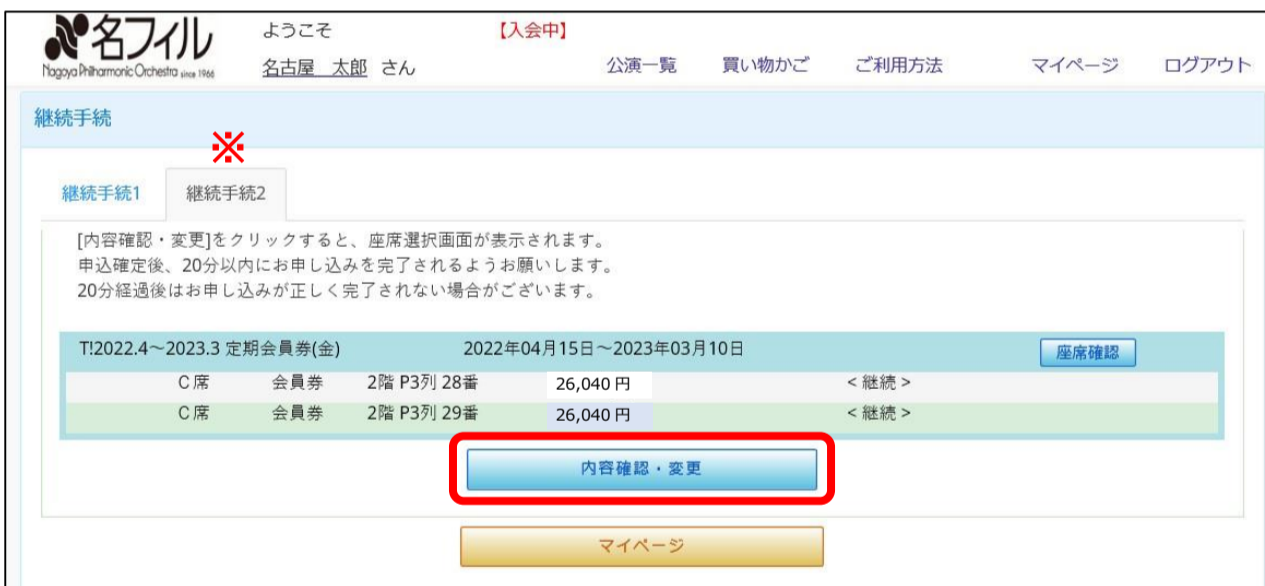 名フィル
Nagoya Philharmonic Orchestra since 1966
ようこそ 【入会中】
名古屋 太郎 さん 公演一覧 買い物かご ご利用方法 マイページ ログアウト
継続手続
※
継続手続1 継続手続2
[内容確認・変更]をクリックすると、座席選択画面が表示されます。
申込確定後、20分以内にお申し込みを完了されるようお願いします。
20分経過後はお申し込みが正しく完了されない場合がございます。
T!2022.4～2023.3 定期会員券(金) 2022年04月15日～2023年03月10日 座席確認
C席 会員券 2階 P3列 28番 26,040 円 < 継続 >
C席 会員券 2階 P3列 29番 26,040 円 < 継続 >
内容確認・変更
マイページ